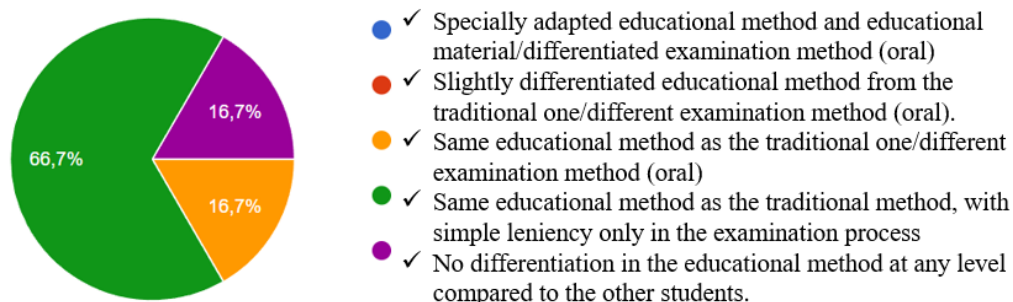 16,7%
66,7%
16,7%
✓ Specially adapted educational method and educational
material/differentiated examination method (oral)
✓ Slightly differentiated educational method from the
traditional one/different examination method (oral).
✓ Same educational method as the traditional one/different
examination method (oral)
✓ Same educational method as the traditional method, with
simple leniency only in the examination process
✓ No differentiation in the educational method at any level
compared to the other students.